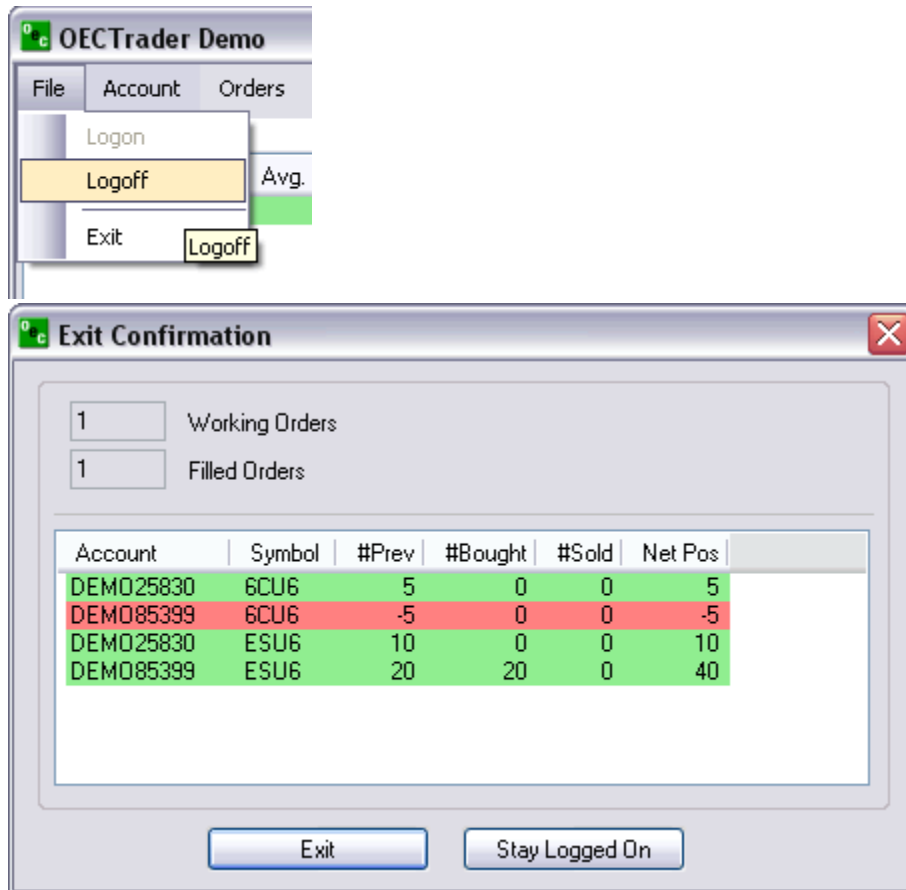 Oec OECTrader Demo
File Account Orders
Logon
Logoff Avg.
Exit Logoff
Oec Exit Confirmation
1 Working Orders
1 Filled Orders
Account Symbol #Prev #Bought #Sold Net Pos
DEMO25830 6CU6 5 0 0 5
DEMO85399 6CU6 -5 0 0 -5
DEMO25830 ESU6 10 0 0 10
DEMO85399 ESU6 20 20 0 40
Exit Stay Logged On